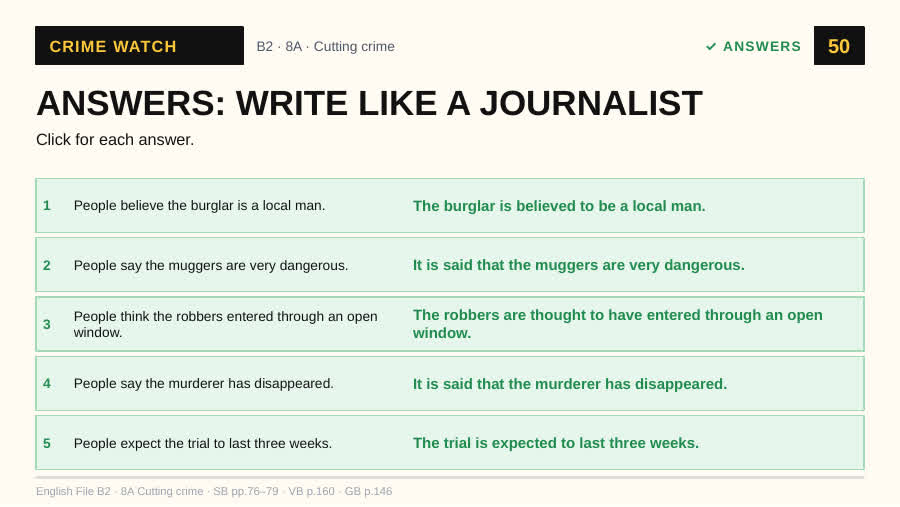 CRIME WATCH
B2 · 8A · Cutting crime
✓ ANSWERS
50
ANSWERS: WRITE LIKE A JOURNALIST
Click for each answer.
1 People believe the burglar is a local man. The burglar is believed to be a local man.
2 People say the muggers are very dangerous. It is said that the muggers are very dangerous.
3 People think the robbers entered through an open
window.
The robbers are thought to have entered through an open
window.
4 People say the murderer has disappeared. It is said that the murderer has disappeared.
5 People expect the trial to last three weeks. The trial is expected to last three weeks.
English File B2 · 8A Cutting crime · SB pp.76–79 · VB p.160 · GB p.146